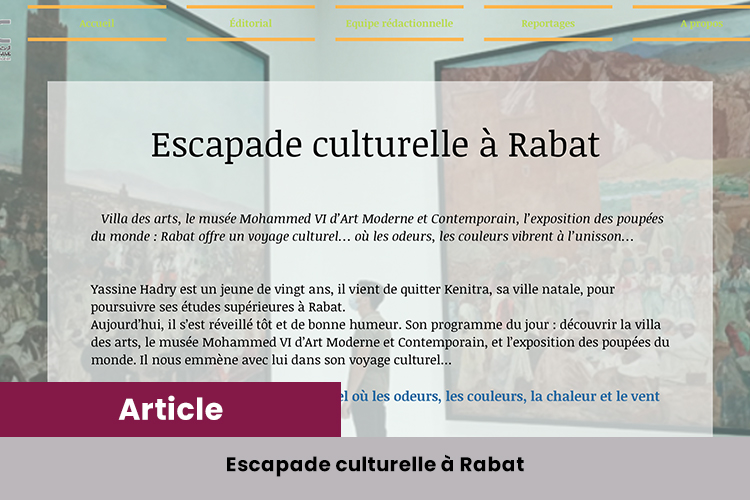 Accueil
Éditorial
Equipe rédactionnelle
Reportages
A propos
Escapade culturelle à Rabat
Villa des arts, le musée Mohammed VI d’Art Moderne et Contemporain, l’exposition des poupées
du monde : Rabat offre un voyage culturel… où les odeurs, les couleurs vibrent à l’unisson…
Yassine Hadry est un jeune de vingt ans, il vient de quitter Kenitra, sa ville natale, pour
poursuivre ses études supérieures à Rabat.
Aujourd’hui, il s’est réveillé tôt et de bonne humeur. Son programme du jour : découvrir la villa
des arts, le musée Mohammed VI d’Art Moderne et Contemporain, et l’exposition des poupées du
monde. Il nous emmène avec lui dans son voyage culturel…
où les odeurs, les couleurs, la chaleur et le vent
Article
Escapade culturelle à Rabat